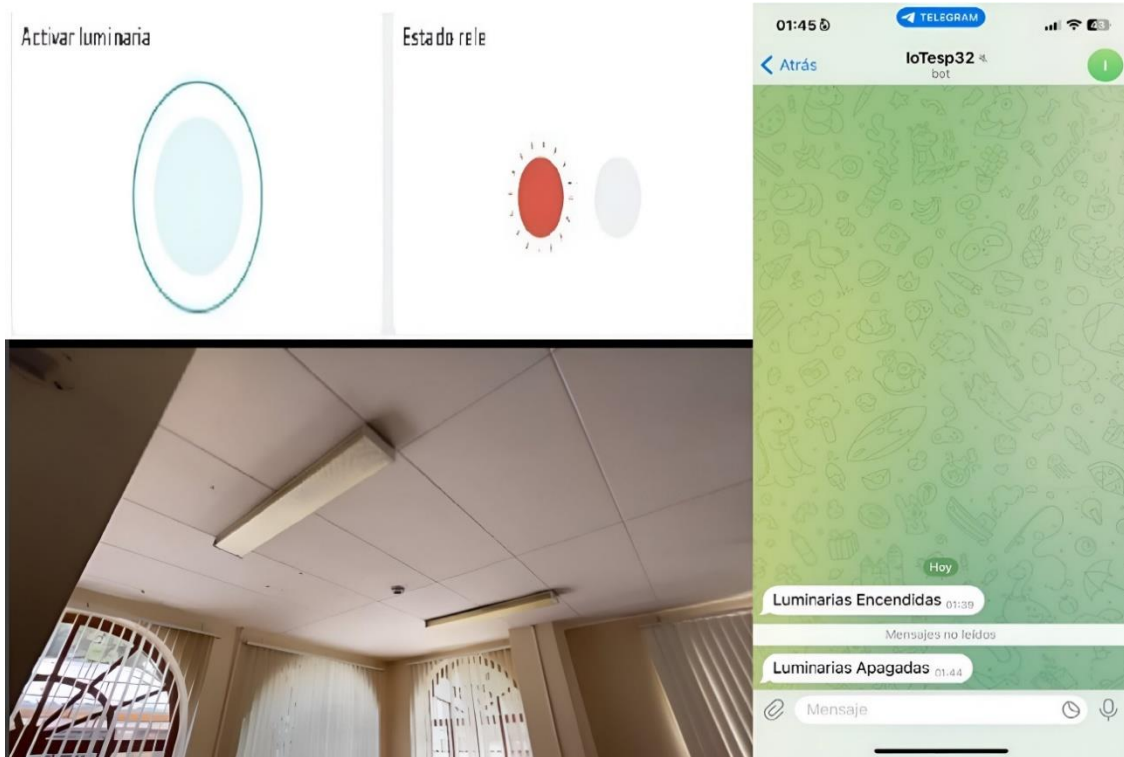 Activar luminaria
Estado rele
01:45
TELEGRAM
43
Atrás
IoTesp32
bot
I
Hoy
Luminarias Encendidas 01:39
Mensajes no leídos
Luminarias Apagadas 01:44
Mensaje